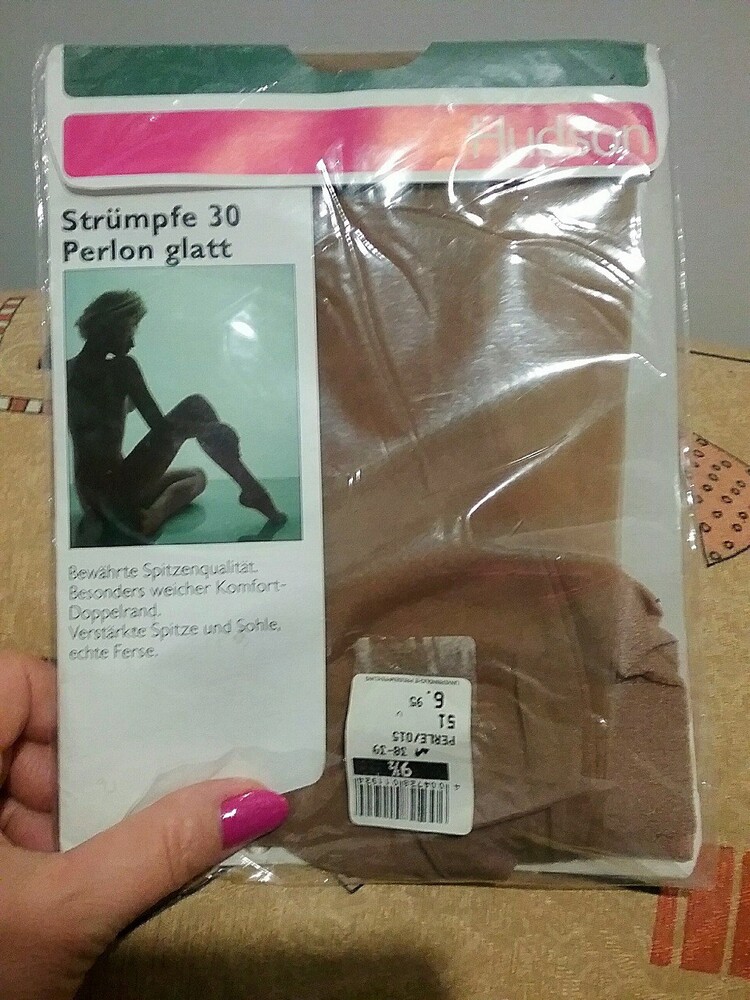 Hudson
Strümpfe 30
Perlon glatt
Bewährte Spitzenqualität.
Besonders weicher Komfort-
Doppelrand.
Verstärkte Spitze und Sohle,
echte Ferse.
9½
38-39
PERLE/015
51
6.95